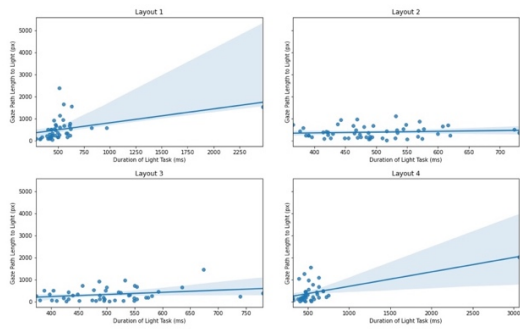 Layout 1
Gaze Path Length to Light (px)
5000
4000
3000
2000
1000
0
500 750 1000 1250 1500 1750 2000 2250
Duration of Light Task (ms)
Layout 2
Gaze Path Length to Light (px)
400 450 500 550 600 650 700
Duration of Light Task (ms)
Layout 3
Gaze Path Length to Light (px)
5000
4000
3000
2000
1000
0
400 450 500 550 600 650 700 750
Duration of Light Task (ms)
Layout 4
Gaze Path Length to Light (px)
500 1000 1500 2000 2500 3000
Duration of Light Task (ms)